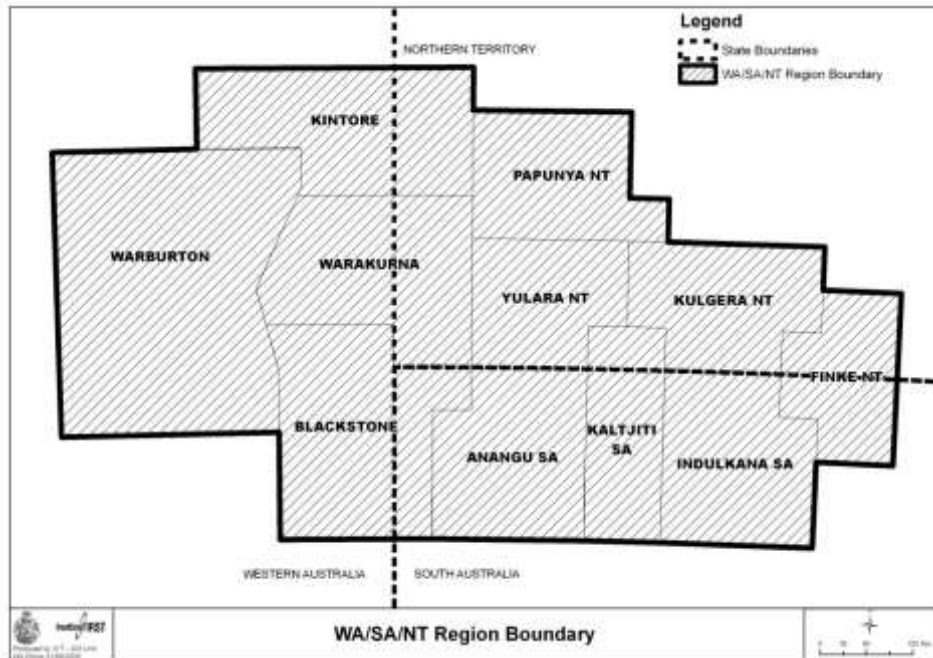 Legend
State Boundaries
WA/SA/NT Region Boundary
NORTHERN TERRITORY
KINTORE
PAPUNYA NT
WARBURTON
WARAKURNA
YULARA NT
KULGERA NT
FINKE NT
BLACKSTONE
KALTJITI
SA
ANANGU SA
INDULKANA SA
WESTERN AUSTRALIA
SOUTH AUSTRALIA
WA/SA/NT Region Boundary